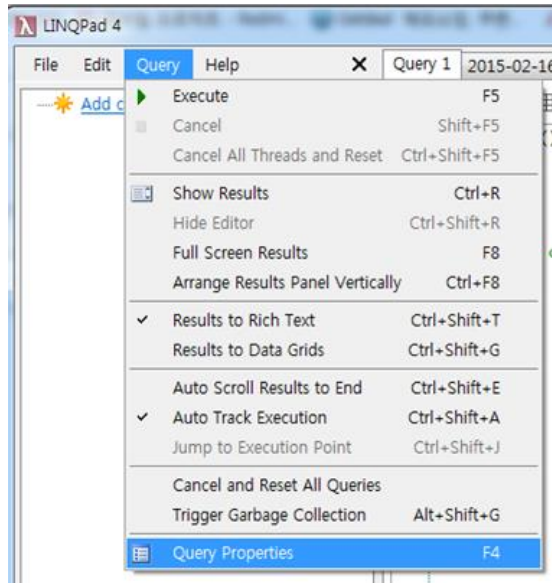 LINQPad 4
File Edit Query Help Query 1 2015-02-16
Add c
Execute F5
Cancel Shift+F5
Cancel All Threads and Reset Ctrl+Shift+F5
Show Results Ctrl+R
Hide Editor Ctrl+Shift+R
Full Screen Results F8
Arrange Results Panel Vertically Ctrl+F8
Results to Rich Text Ctrl+Shift+T
Results to Data Grids Ctrl+Shift+G
Auto Scroll Results to End Ctrl+Shift+E
Auto Track Execution Ctrl+Shift+A
Jump to Execution Point Ctrl+Shift+J
Cancel and Reset All Queries
Trigger Garbage Collection Alt+Shift+G
Query Properties F4